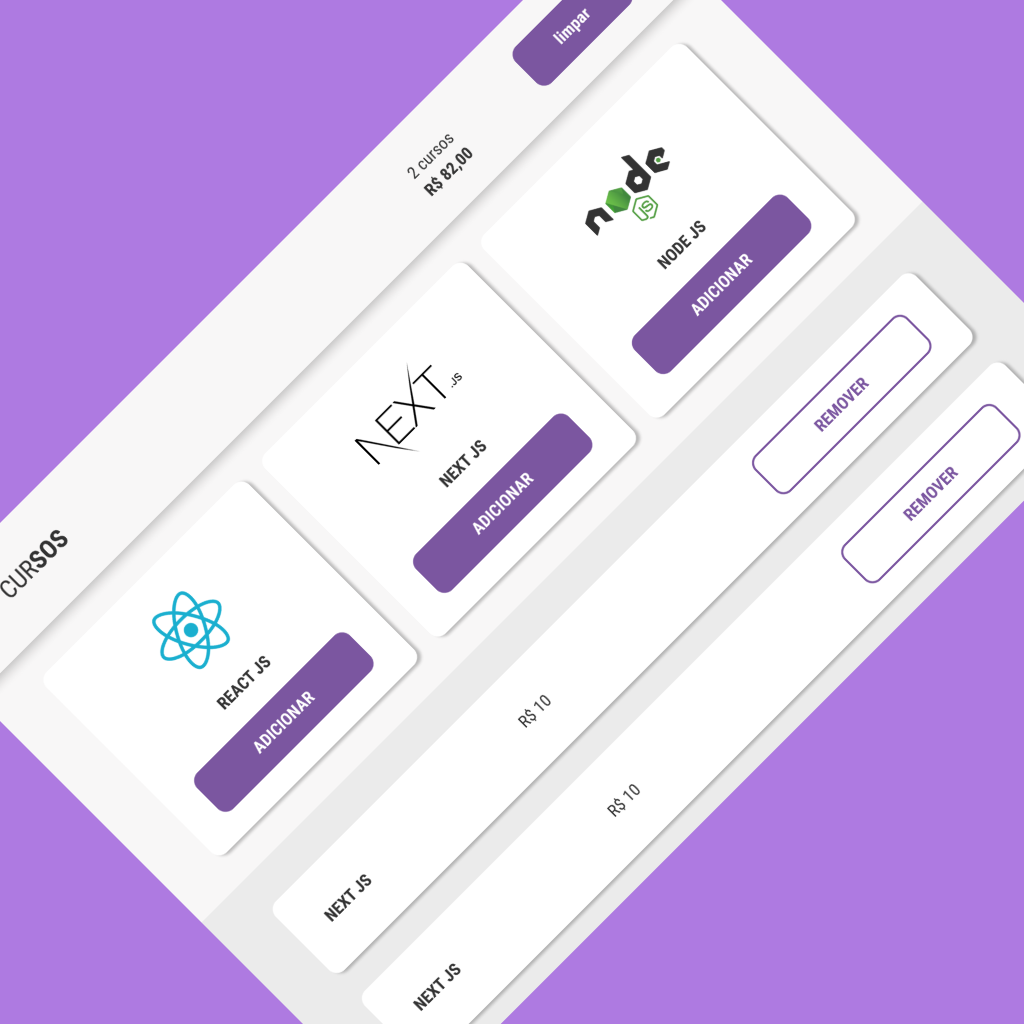 CURSOS
2 cursos
R$ 82,00
limpar
REACT JS
ADICIONAR
NEXT.JS
NEXT JS
ADICIONAR
node
JS
NODE JS
ADICIONAR
NEXT JS
R$ 10
REMOVER
NEXT JS
R$ 10
REMOVER